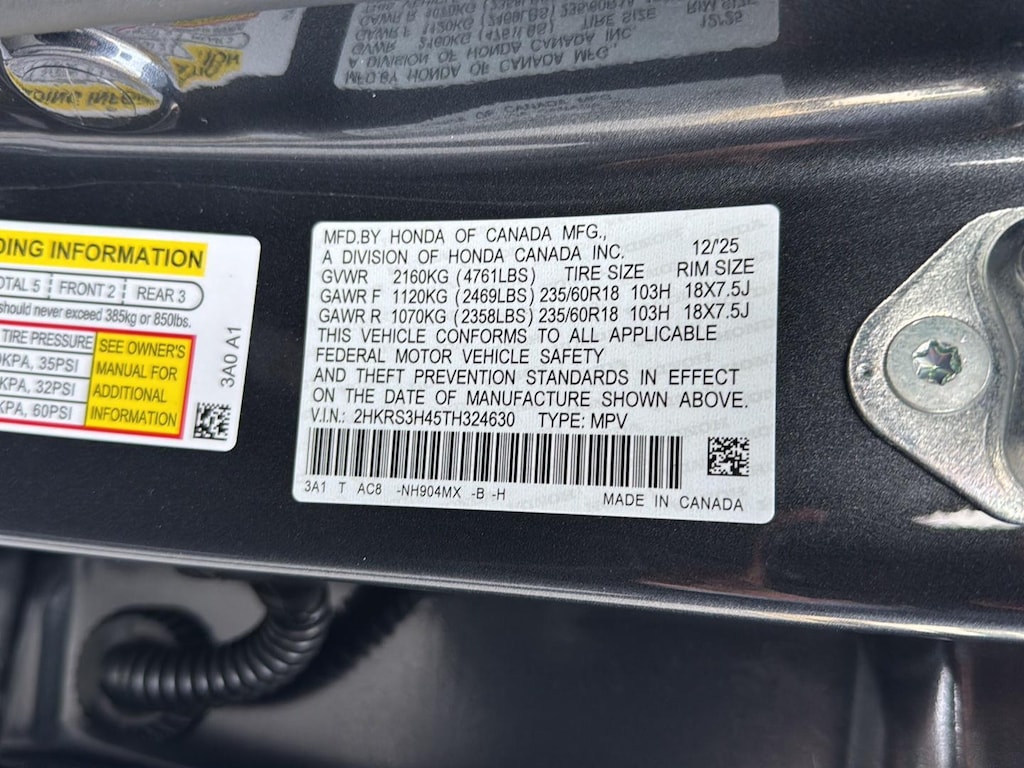 DING INFORMATION
OTAL 5 FRONT 2 REAR 3
should never exceed 385kg or 850lbs.
TIRE PRESSURE
KPA, 35PSI
KPA, 32PSI
KPA, 60PSI
SEE OWNER'S
MANUAL FOR
ADDITIONAL
INFORMATION
3A0 A1
MFD.BY HONDA OF CANADA MFG.,
A DIVISION OF HONDA CANADA INC. 12/'25
GVWR 2160KG (4761LBS) TIRE SIZE RIM SIZE
GAWR F 1120KG (2469LBS) 235/60R18 103H 18X7.5J
GAWR R 1070KG (2358LBS) 235/60R18 103H 18X7.5J
THIS VEHICLE CONFORMS TO ALL APPLICABLE
FEDERAL MOTOR VEHICLE SAFETY
AND THEFT PREVENTION STANDARDS IN EFFECT
ON THE DATE OF MANUFACTURE SHOWN ABOVE.
V.I.N.: 2HKRS3H45TH324630 TYPE: MPV
3A1 T AC8 -NH904MX -B -H MADE IN CANADA